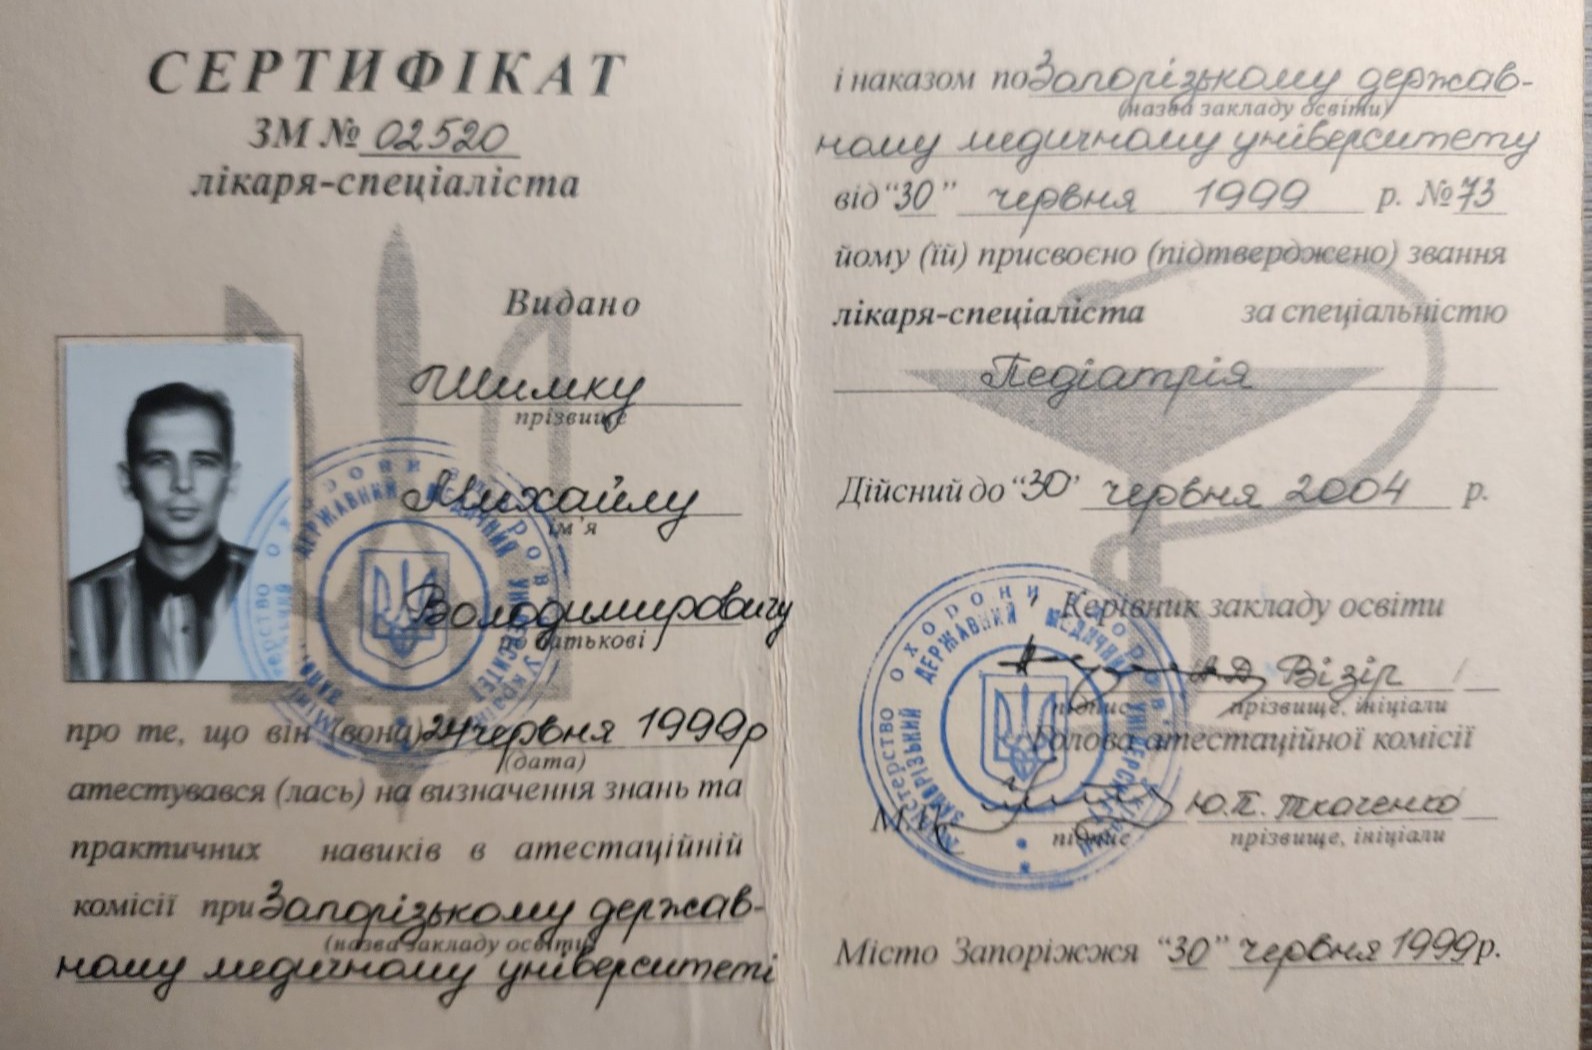 СЕРТИФІКАТ
ЗМ № 02520
лікаря-спеціаліста
Видано
Шимку
прізвище
Михайлу
ім'я
Володимировичу
по батькові
про те, що він (вона) 24 червня 1999р
(дата)
атестувався (лась) на визначення знань та
практичних навиків в атестаційній
комісії при Запорізькому держав-
(назва закладу освіти)
ному медичному університеті
і наказом по Запорізькому держав-
(назва закладу освіти)
ному медичному університету
від "30" червня 1999 р. № 73
йому (їй) присвоєно (підтверджено) звання
лікаря-спеціаліста за спеціальністю
Педіатрія
Дійсний до "30" червня 2004 р.
Керівник закладу освіти
А.Д. Візір
підпис прізвище, ініціали
Голова атестаційної комісії
М. Ю.П. Ткаченко
підпис прізвище, ініціали
Місто Запоріжжя "30" червня 1999р.